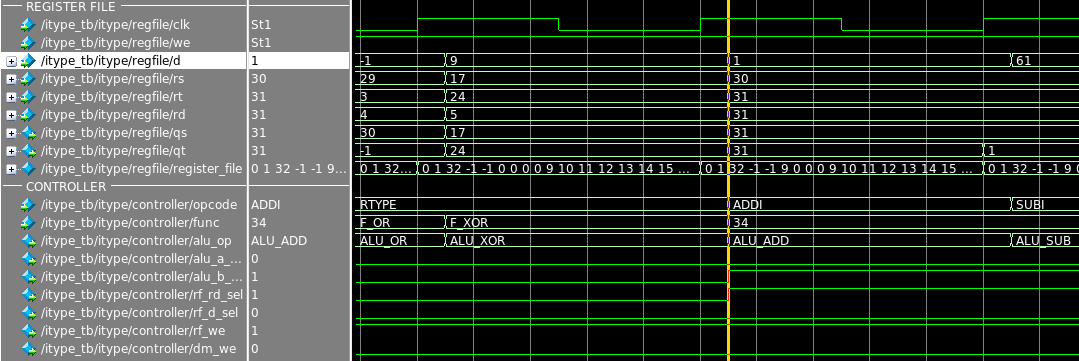 REGISTER FILE
/itype_tb/itype/regfile/clk St1
/itype_tb/itype/regfile/we St1
/itype_tb/itype/regfile/d 1 -1 9 1 61
/itype_tb/itype/regfile/rs 30 29 17 30
/itype_tb/itype/regfile/rt 31 3 24 31
/itype_tb/itype/regfile/rd 31 4 5 31
/itype_tb/itype/regfile/qs 31 30 17 31
/itype_tb/itype/regfile/qt 31 -1 24 31 1
/itype_tb/itype/regfile/register_file 0 1 32 -1 -1 9... 0 1 32... 0 1 32 -1 -1 0 0 0 0 9 10 11 12 13 14 15 ... 0 1 32 -1 -1 9 0 0 0 9 10 11 12 13 14 15 ... 0 1 32 -1 -1 9 0
CONTROLLER
/itype_tb/itype/controller/opcode ADDI RTYPE ADDI SUBI
/itype_tb/itype/controller/func 34 F_OR F_XOR 34
/itype_tb/itype/controller/alu_op ALU_ADD ALU_OR ALU_XOR ALU_ADD ALU_SUB
/itype_tb/itype/controller/alu_a_... 0
/itype_tb/itype/controller/alu_b_... 1
/itype_tb/itype/controller/rf_rd_sel 1
/itype_tb/itype/controller/rf_d_sel 0
/itype_tb/itype/controller/rf_we 1
/itype_tb/itype/controller/dm_we 0